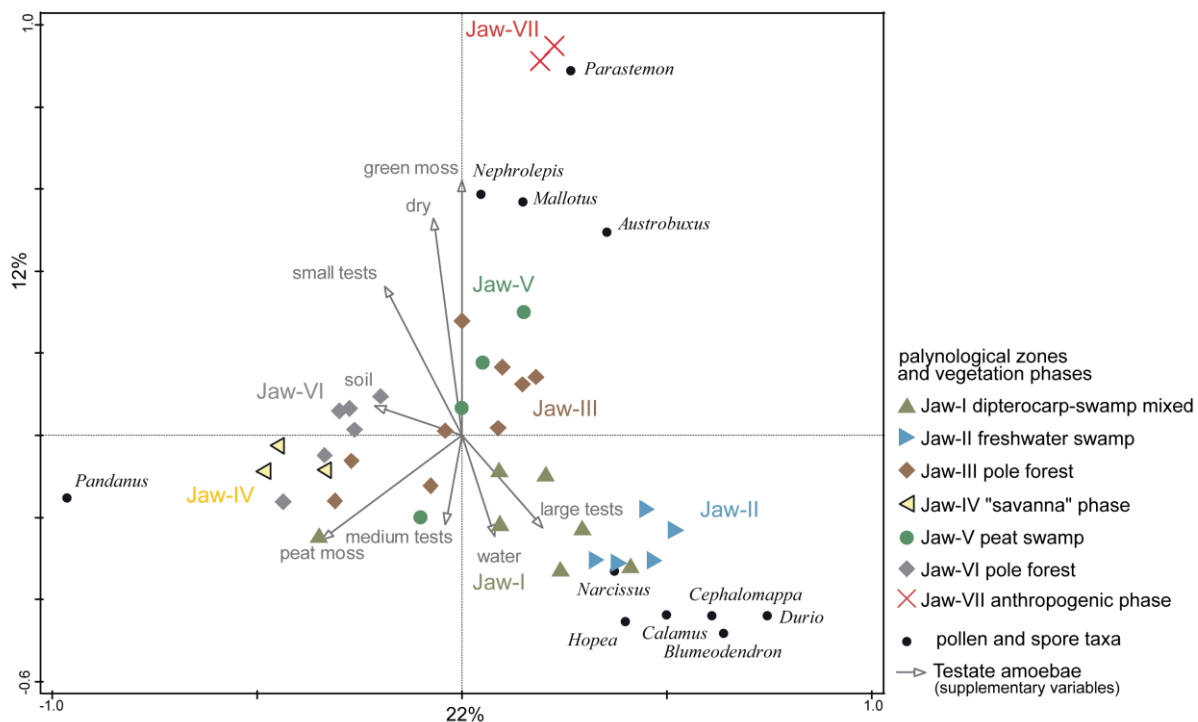 1.0
Jaw-VII
Parastemon
green moss
Nephrolepis
Mallotus
dry
Austrobuxus
12%
small tests
Jaw-V
palynological zones
and vegetation phases
Jaw-VI
soil
Jaw-III
Jaw-I dipterocarp-swamp mixed
Jaw-II freshwater swamp
Jaw-III pole forest
Pandanus
Jaw-IV
Jaw-IV "savanna" phase
large tests
Jaw-II
medium tests
Jaw-V peat swamp
peat moss
water
Jaw-VI pole forest
Jaw-I
Narcissus
Cephalomappa
Jaw-VII anthropogenic phase
Durio
Hopea
Calamus
Blumeodendron
pollen and spore taxa
Testate amoebae
(supplementary variables)
-0.6
-1.0
22%
1.0